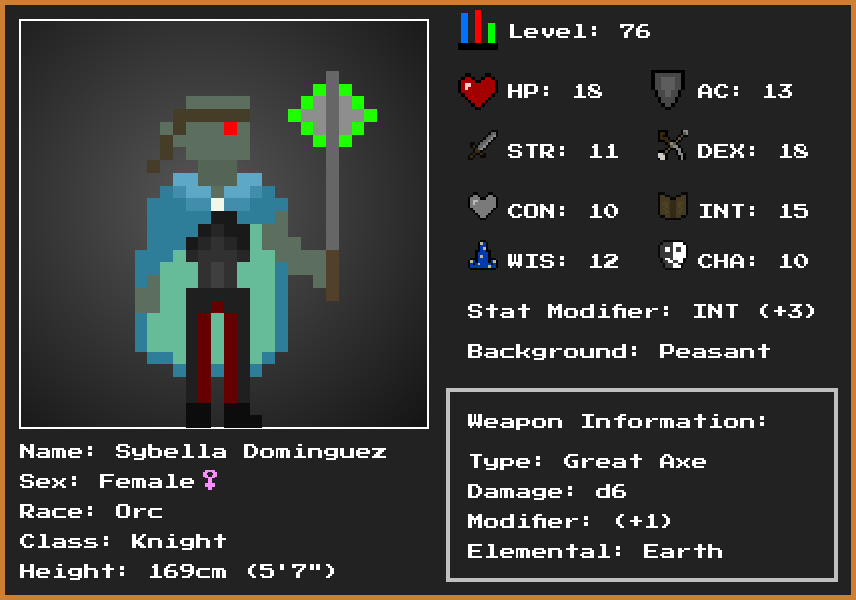 Level: 76
HP: 18
AC: 13
STR: 11
DEX: 18
CON: 10
INT: 15
WIS: 12
CHA: 10
Stat Modifier: INT (+3)
Background: Peasant
Weapon Information:
Type: Great Axe
Damage: d6
Modifier: (+1)
Elemental: Earth
Name: Sybella Dominguez
Sex: Female♀
Race: Orc
Class: Knight
Height: 169cm (5'7")